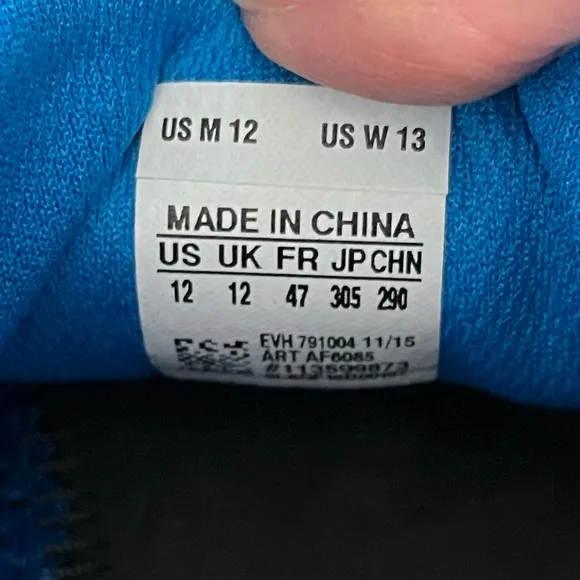 US M 12 US W 13
MADE IN CHINA
US UK FR JP CHN
12 12 47 305 290
EVH 791004 11/15
ART AF6085
#113599873